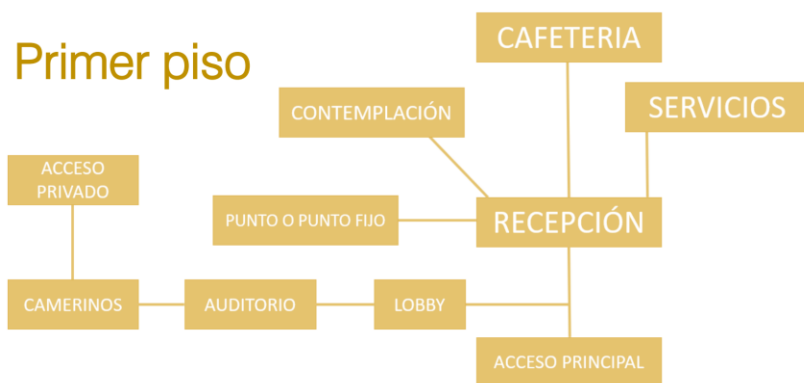 Primer piso
CAFETERIA
CONTEMPLACIÓN
SERVICIOS
ACCESO
PRIVADO
PUNTO O PUNTO FIJO
RECEPCIÓN
CAMERINOS
AUDITORIO
LOBBY
ACCESO PRINCIPAL